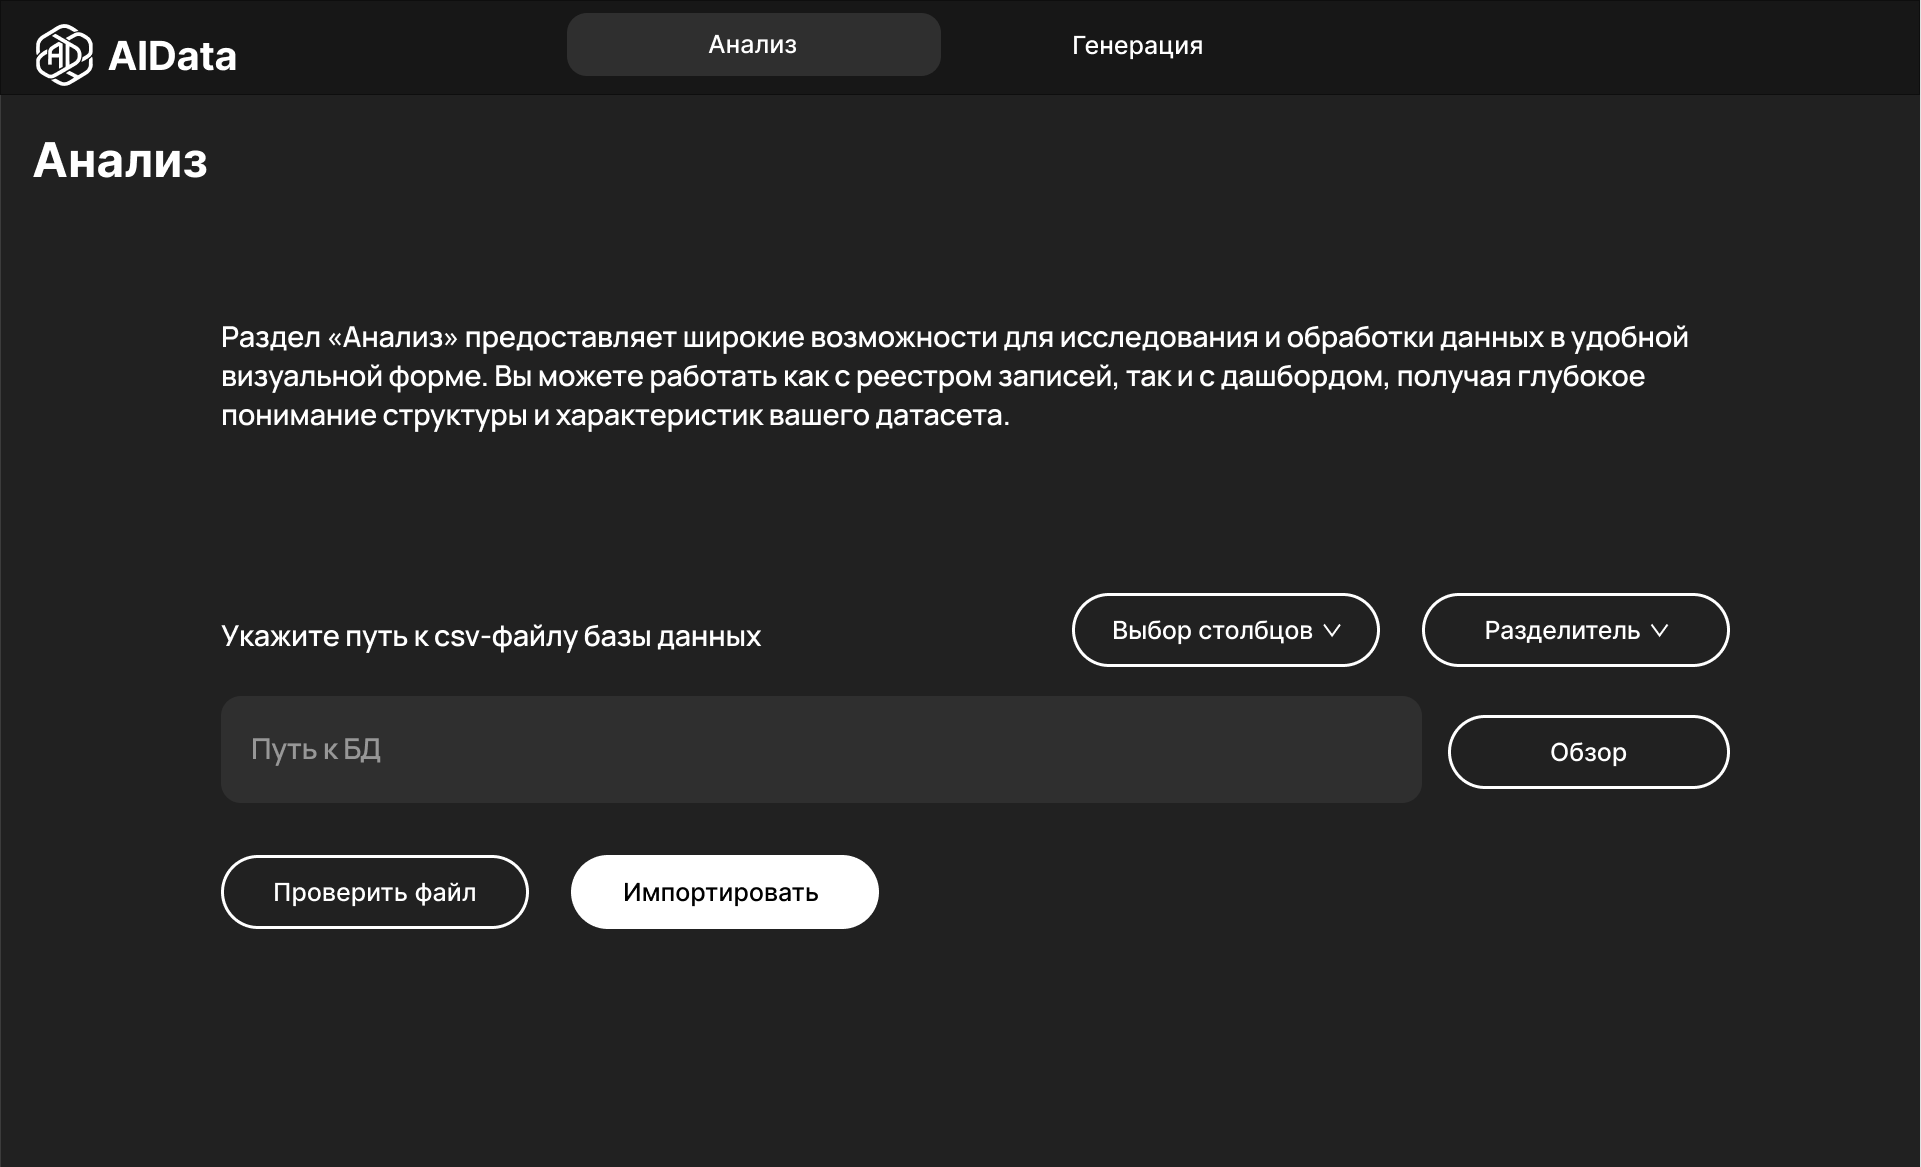 AIData
Анализ
Генерация
Анализ
Раздел «Анализ» предоставляет широкие возможности для исследования и обработки данных в удобной
визуальной форме. Вы можете работать как с реестром записей, так и с дашбордом, получая глубокое
понимание структуры и характеристик вашего датасета.
Укажите путь к csv-файлу базы данных
Выбор столбцов
Разделитель
Путь к БД
Обзор
Проверить файл
Импортировать